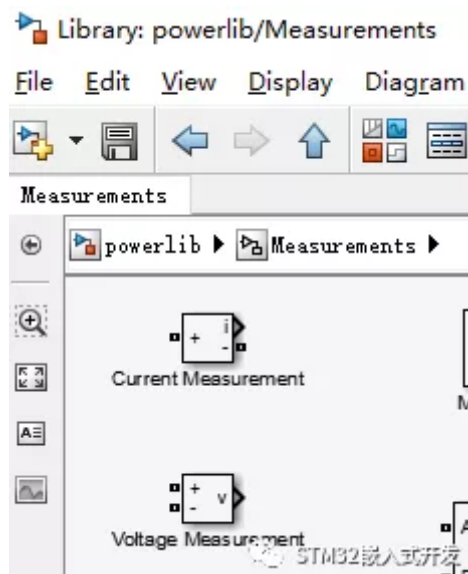 Library: powerlib/Measurements
File Edit View Display Diagram
Measurements
powerlib Measurements
+ i -
Current Measurement
M
+ - v
Voltage Measurement
A
STM32嵌入式开发